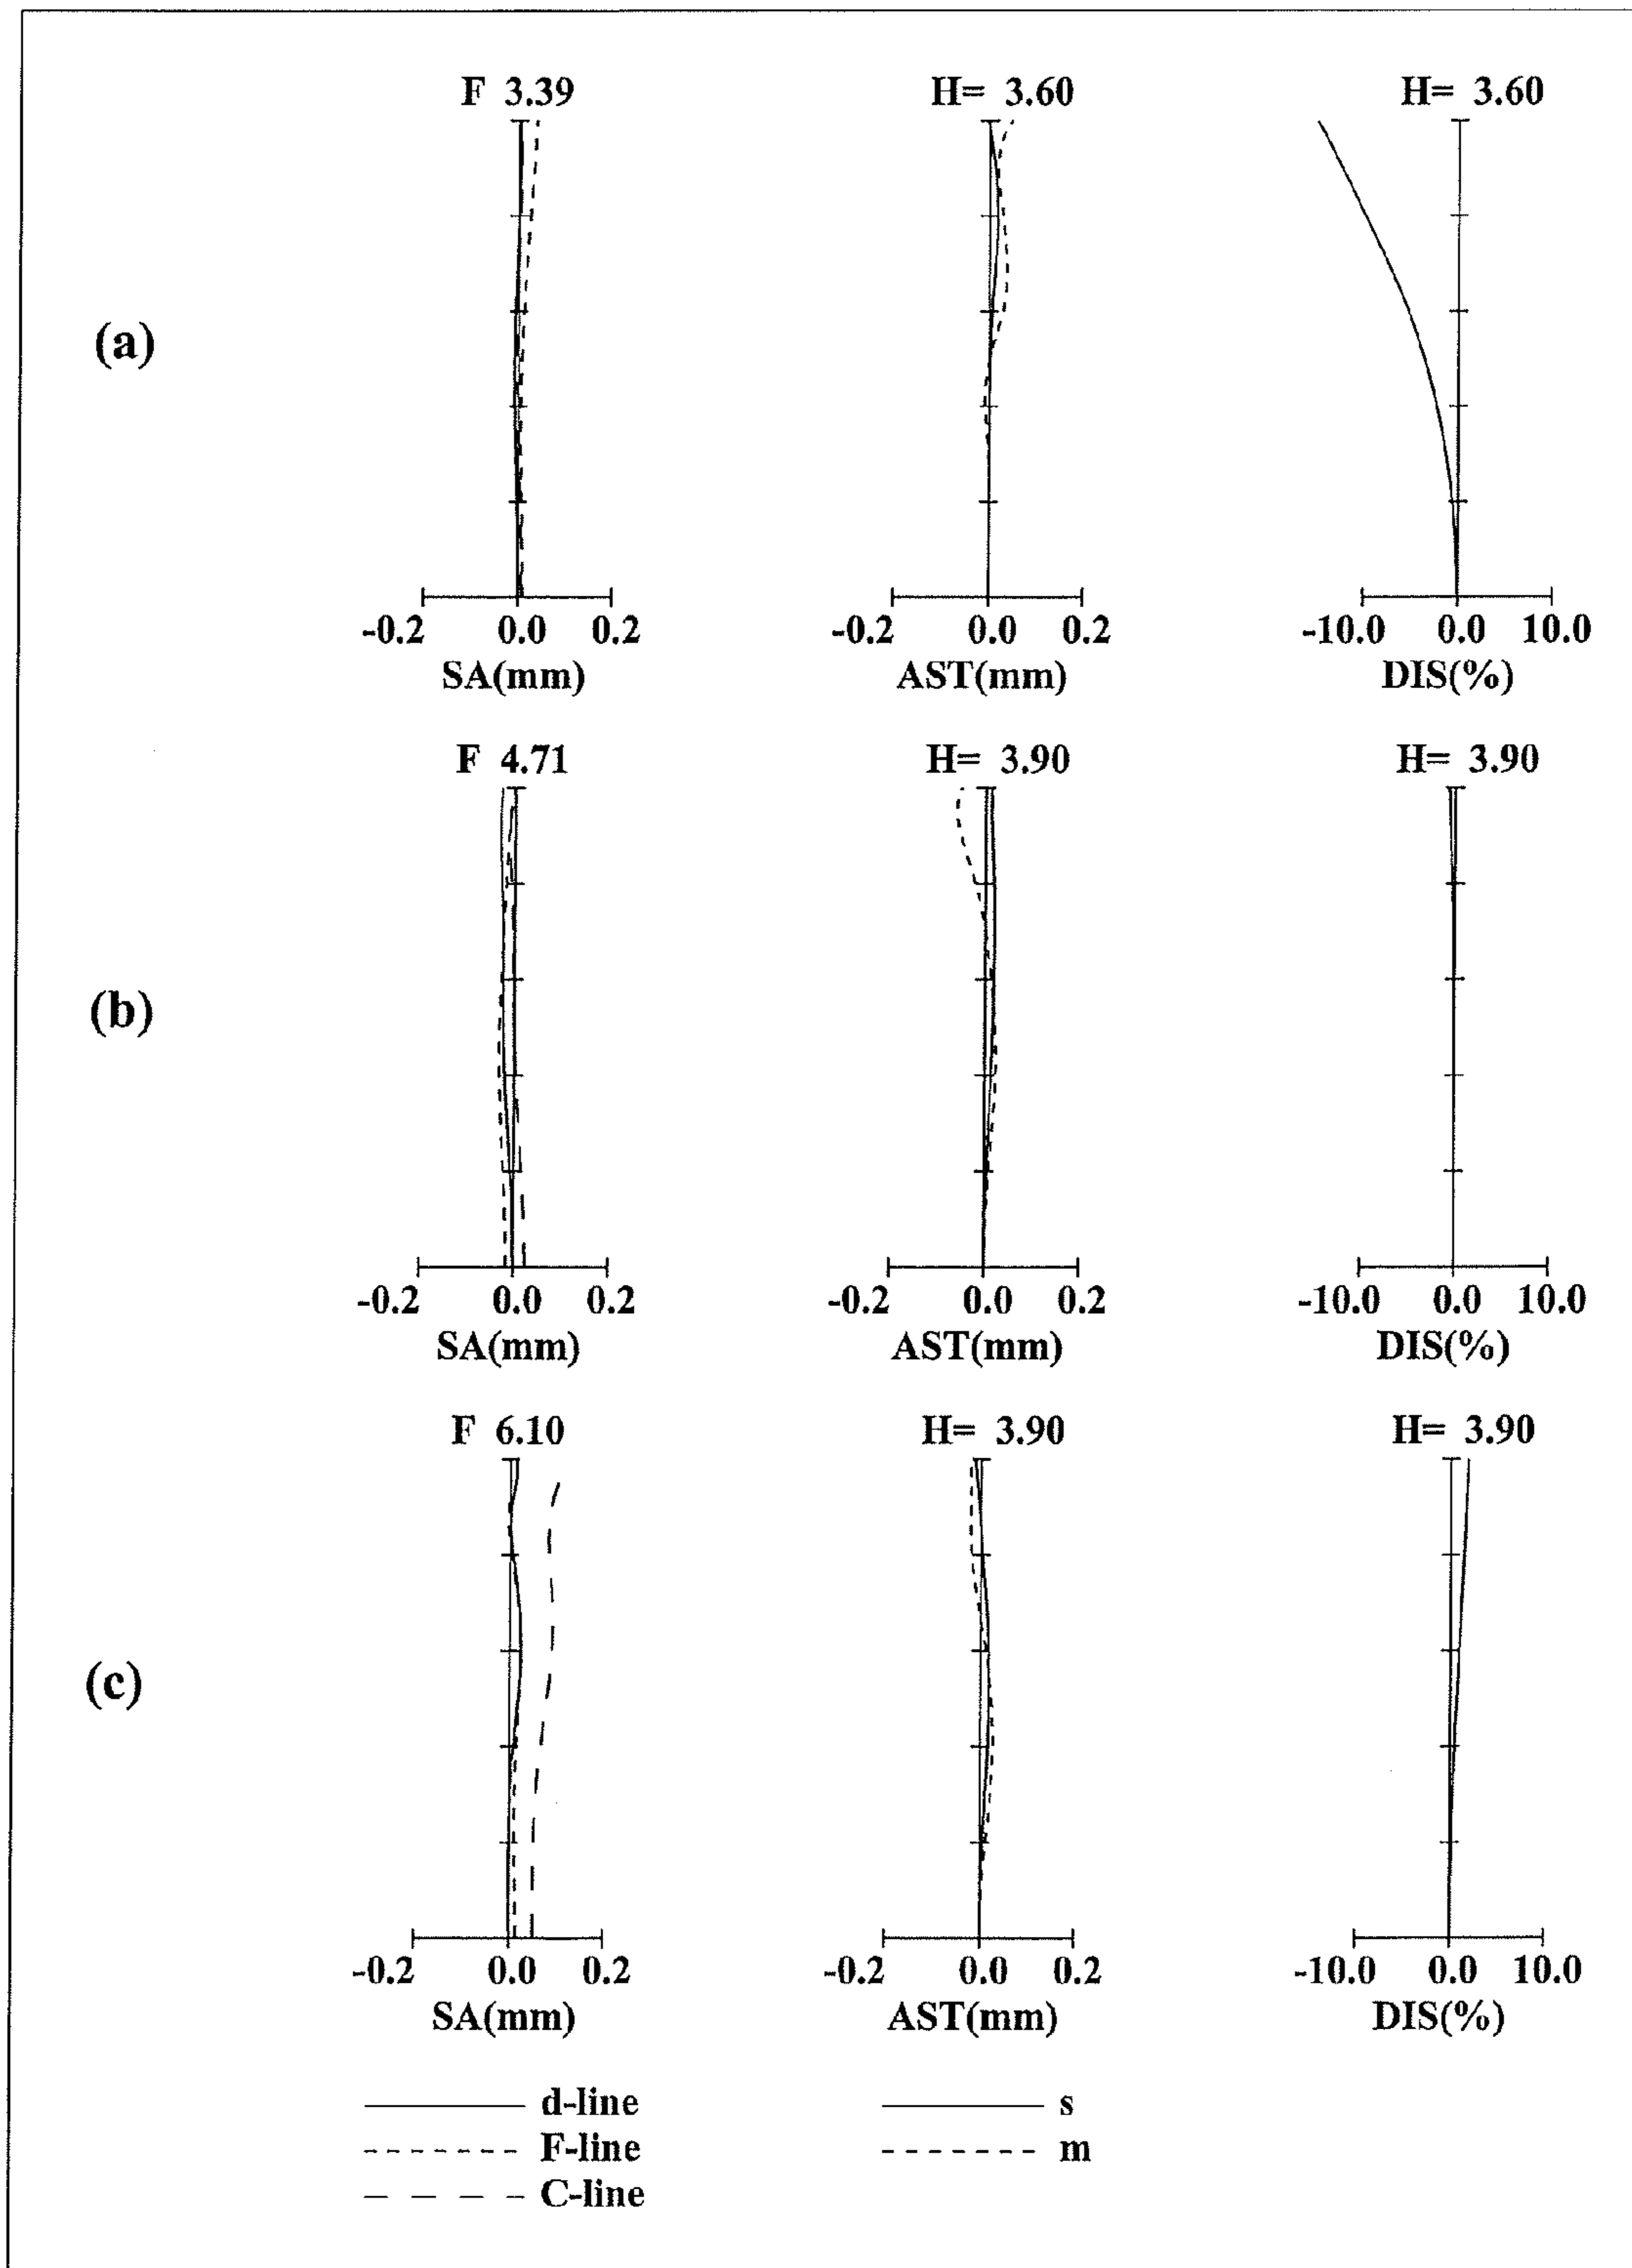 F 3.39 H= 3.60 H= 3.60
(a)
-0.2 0.0 0.2 -0.2 0.0 0.2 -10.0 0.0 10.0
SA(mm) AST(mm) DIS(%)
F 4.71 H= 3.90 H= 3.90
(b)
-0.2 0.0 0.2 -0.2 0.0 0.2 -10.0 0.0 10.0
SA(mm) AST(mm) DIS(%)
F 6.10 H= 3.90 H= 3.90
(c)
-0.2 0.0 0.2 -0.2 0.0 0.2 -10.0 0.0 10.0
SA(mm) AST(mm) DIS(%)
d-line s
F-line m
C-line